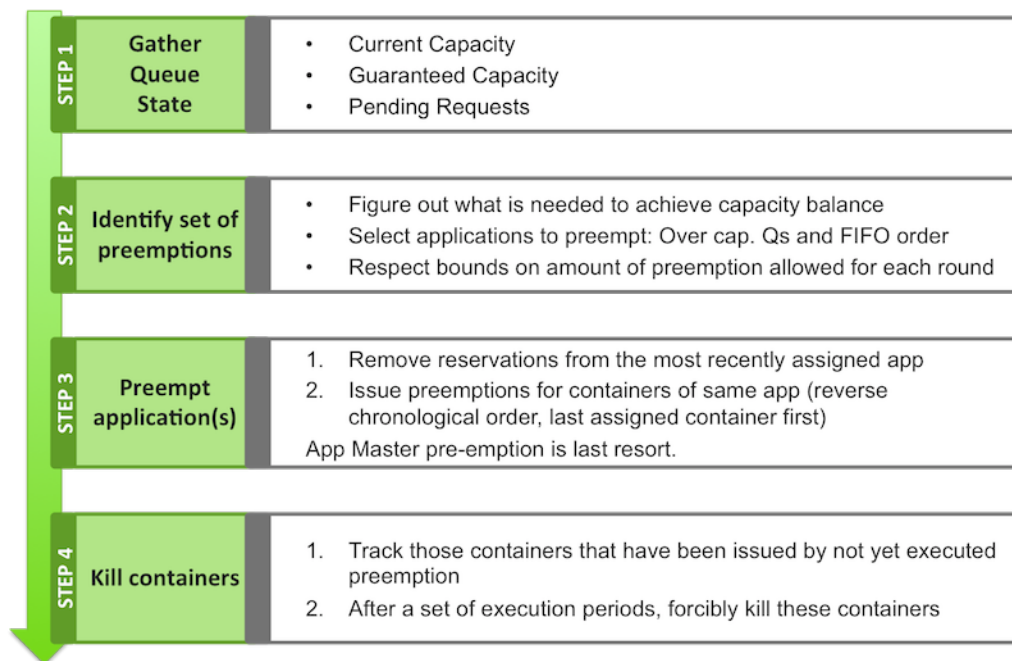 STEP 1
Gather
Queue
State
• Current Capacity
• Guaranteed Capacity
• Pending Requests
STEP 2
Identify set of
preemptions
• Figure out what is needed to achieve capacity balance
• Select applications to preempt: Over cap. Qs and FIFO order
• Respect bounds on amount of preemption allowed for each round
STEP 3
Preempt
application(s)
1. Remove reservations from the most recently assigned app
2. Issue preemptions for containers of same app (reverse
chronological order, last assigned container first)
App Master pre-emption is last resort.
STEP 4
Kill containers
1. Track those containers that have been issued by not yet executed
preemption
2. After a set of execution periods, forcibly kill these containers